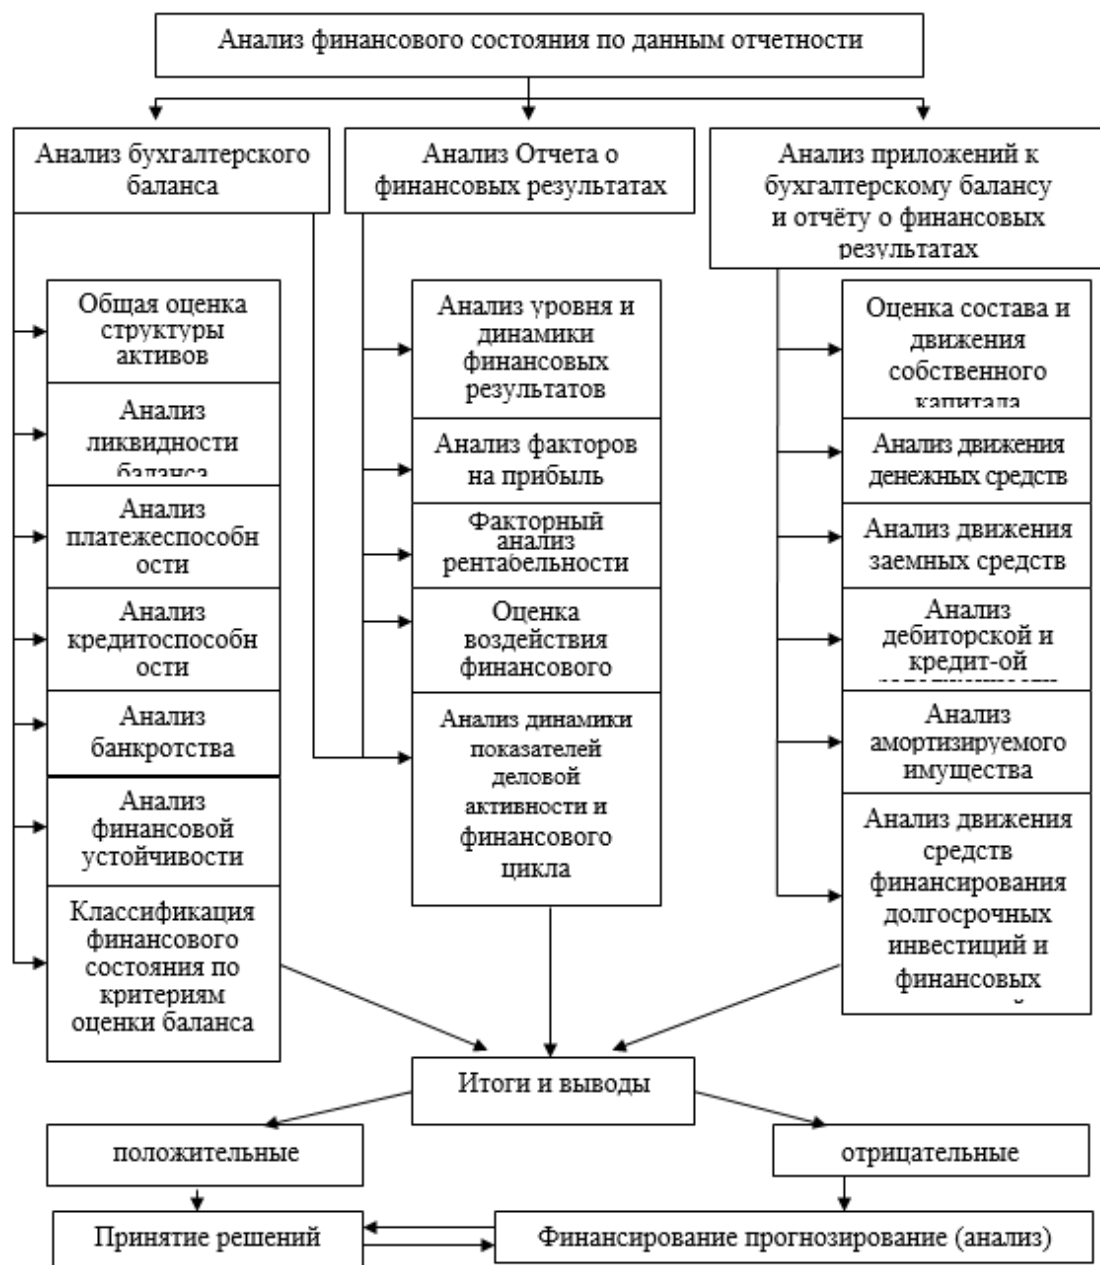 Анализ финансового состояния по данным отчетности
Анализ бухгалтерского
баланса
Анализ Отчета о
финансовых результатах
Анализ приложений к
бухгалтерскому балансу
и отчёту о финансовых
результатах
Общая оценка
структуры
активов
Анализ
ликвидности
баланса
Анализ
платежеспособн
ости
Анализ
кредитоспособн
ости
Анализ
банкротства
Анализ
финансовой
устойчивости
Классификация
финансового
состояния по
критериям
оценки баланса
Анализ уровня и
динамики
финансовых
результатов
Анализ факторов
на прибыль
Факторный
анализ
рентабельности
Оценка
воздействия
финансового
Анализ динамики
показателей
деловой
активности и
финансового
цикла
Оценка состава и
движения
собственного
капитала
Анализ движения
денежных средств
Анализ движения
заемных средств
Анализ
дебиторской и
кредит-ой
Анализ
амортизируемого
имущества
Анализ движения
средств
финансирования
долгосрочных
инвестиций и
финансовых
Итоги и выводы
положительные
отрицательные
Принятие решений
Финансирование прогнозирование (анализ)